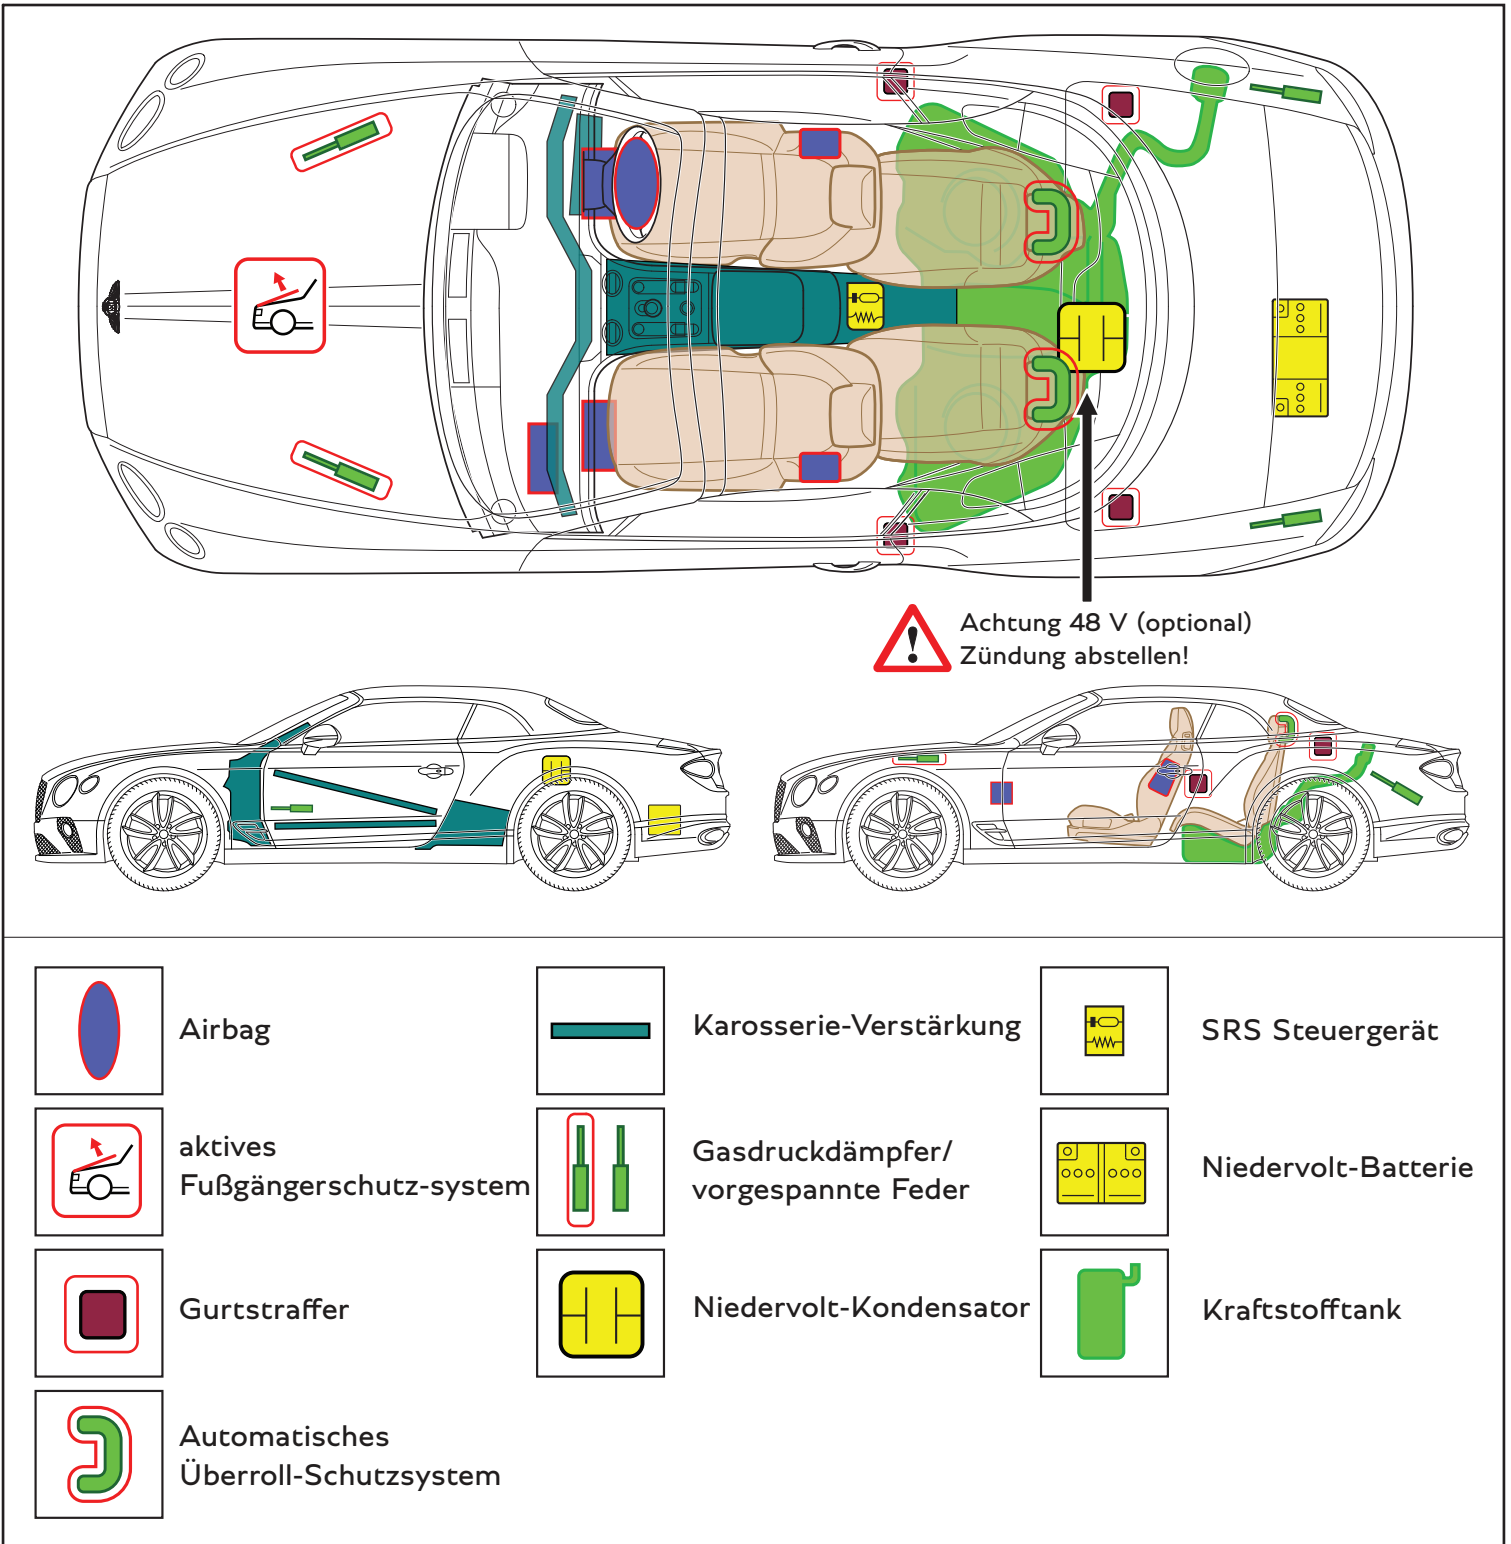 Achtung 48 V (optional)
Zündung abstellen!
Airbag
Karosserie-Verstärkung
SRS Steuergerät
aktives
Fußgängerschutz-system
Gasdruckdämpfer/
vorgespannte Feder
Niedervolt-Batterie
Gurtstraffer
Niedervolt-Kondensator
Kraftstofftank
Automatisches
Überroll-Schutzsystem